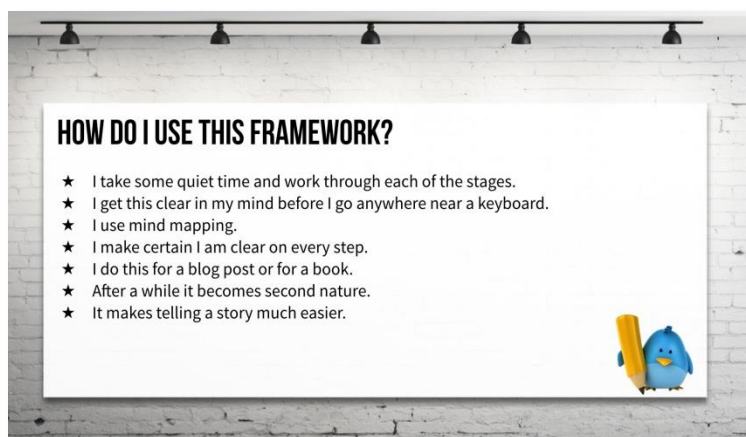 HOW DO I USE THIS FRAMEWORK?
★ I take some quiet time and work through each of the stages.
★ I get this clear in my mind before I go anywhere near a keyboard.
★ I use mind mapping.
★ I make certain I am clear on every step.
★ I do this for a blog post or for a book.
★ After a while it becomes second nature.
★ It makes telling a story much easier.